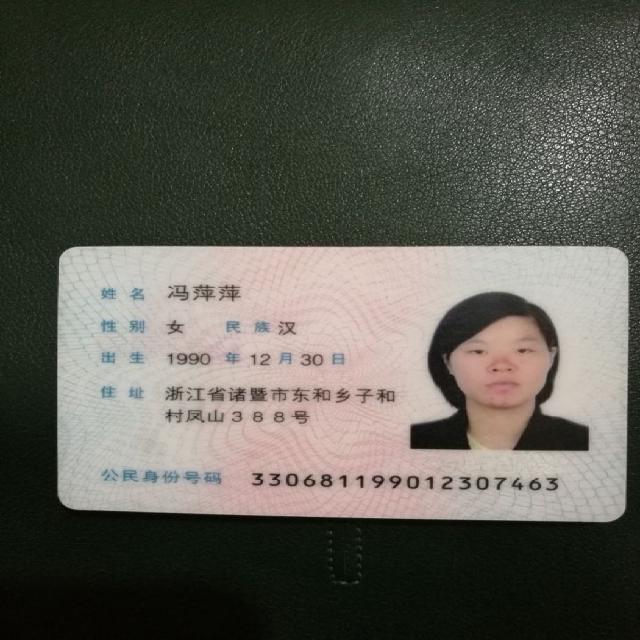 姓名 冯萍萍
性别 女 民族 汉
出生 1990 年 12 月 30 日
住址 浙江省诸暨市东和乡子和
村凤山388号
公民身份号码 330681199012307463